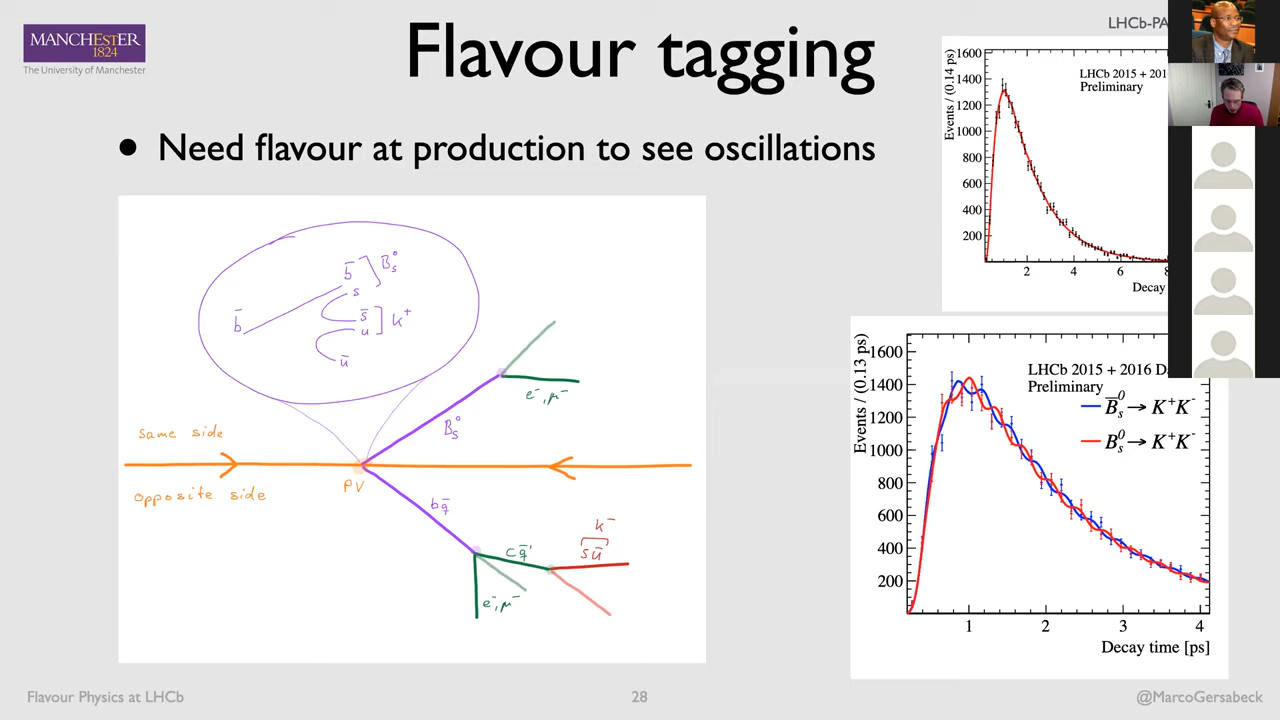 MANCHESTER
1824
The University of Manchester
Flavour tagging
LHCb-PA
• Need flavour at production to see oscillations
b̄
b̄ ] B⁰s
s
s̄
u ] K⁺
ū
same side
opposite side
PV
B⁰s
e⁻, μ⁻
bq̄
cq̄'
K⁻
sū
e⁻, μ⁻
Events / (0.14 ps)
1600
1400
1200
1000
800
600
400
200
LHCb 2015 + 201
Preliminary
2 4 6 8
Decay
Events / (0.13 ps)
1600
1400
1200
1000
800
600
400
200
LHCb 2015 + 2016 D
Preliminary
B̄⁰s → K⁺K⁻
B⁰s → K⁺K⁻
1 2 3 4
Decay time [ps]
Flavour Physics at LHCb
28
@MarcoGersabeck